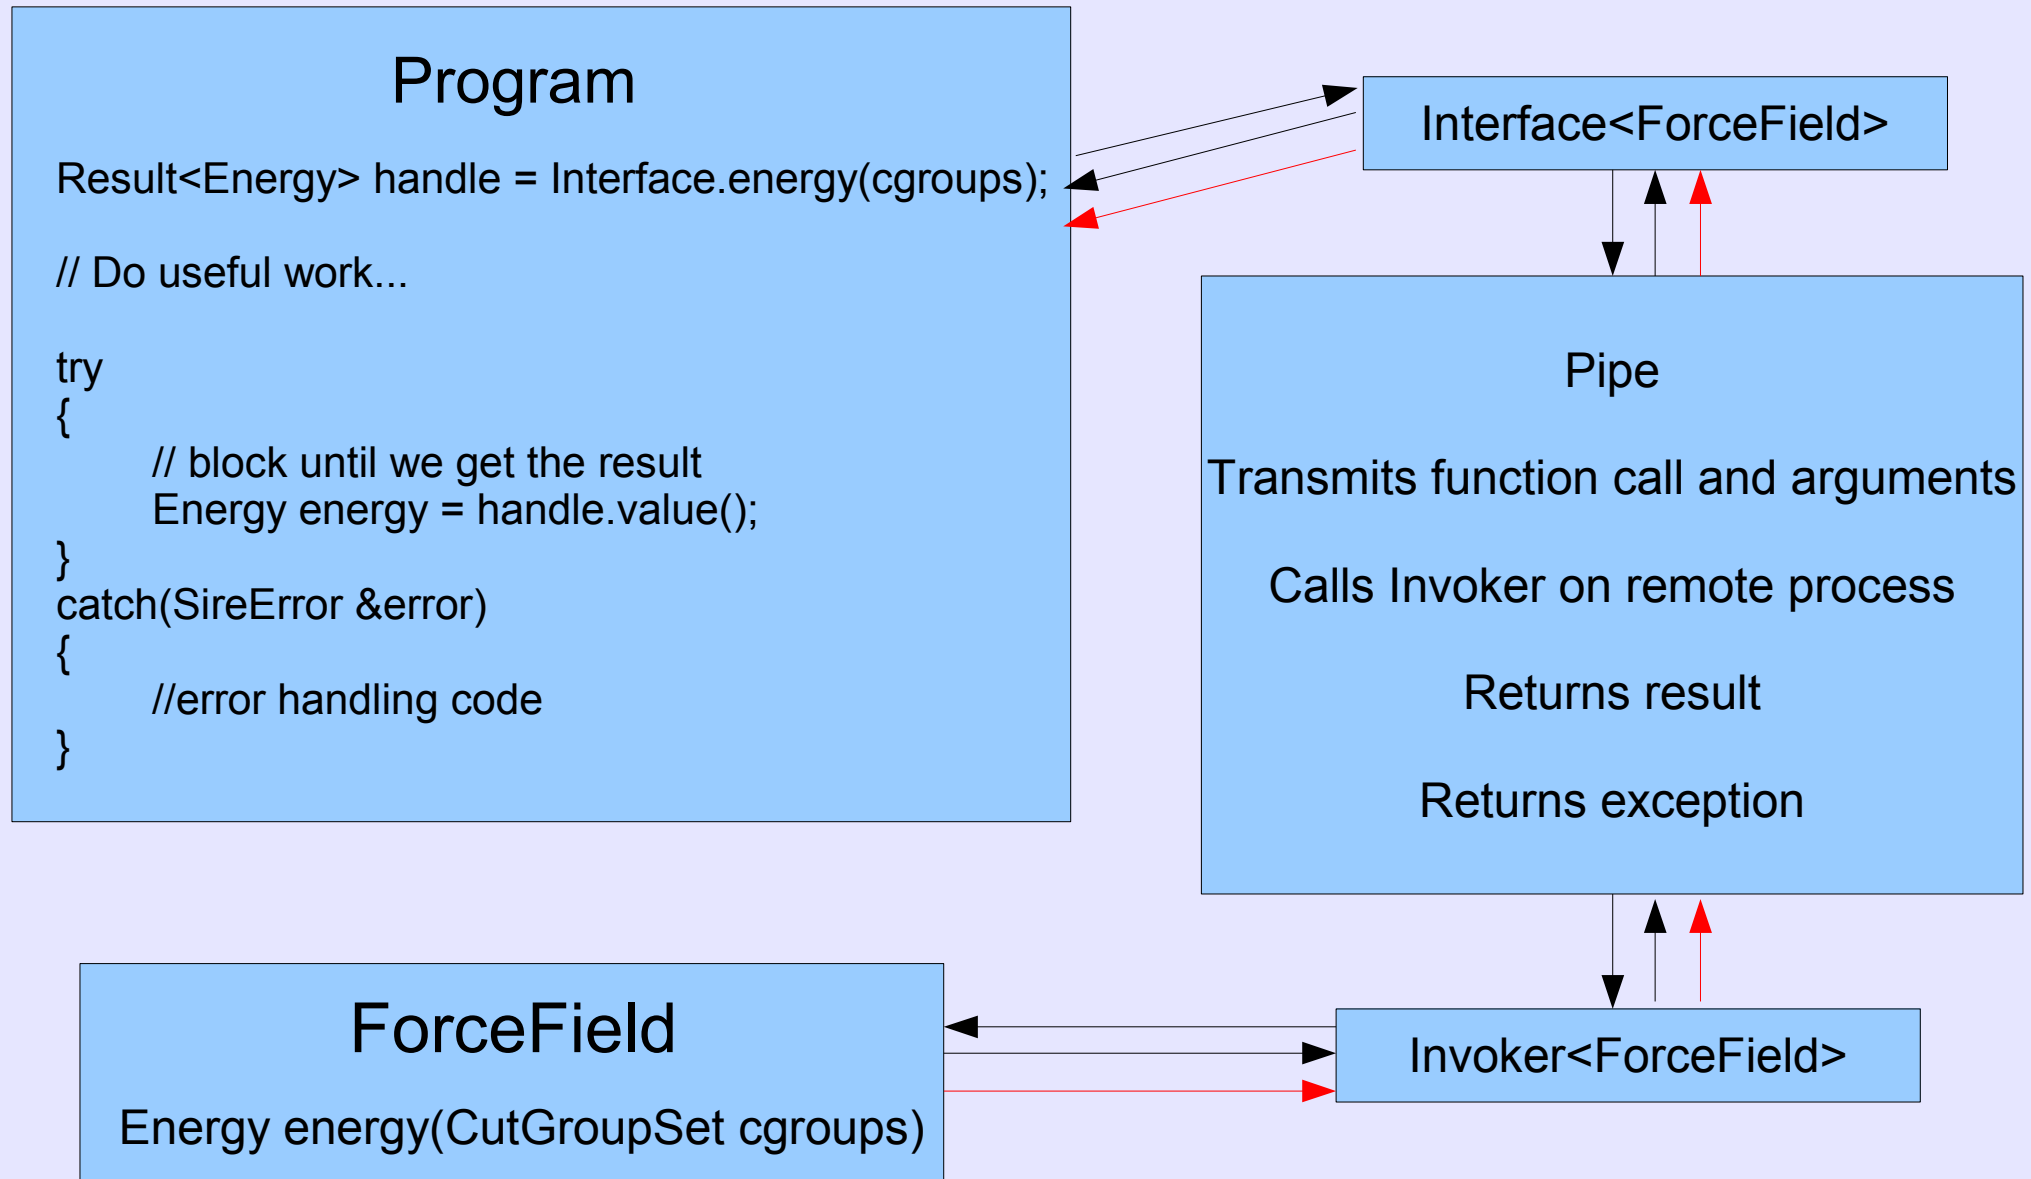 Program
Result<Energy> handle = Interface.energy(cgroups);
// Do useful work...
try
{
// block until we get the result
Energy energy = handle.value();
}
catch(SireError &error)
{
//error handling code
}
Interface<ForceField>
Pipe
Transmits function call and arguments
Calls Invoker on remote process
Returns result
Returns exception
ForceField
Energy energy(CutGroupSet cgroups)
Invoker<ForceField>